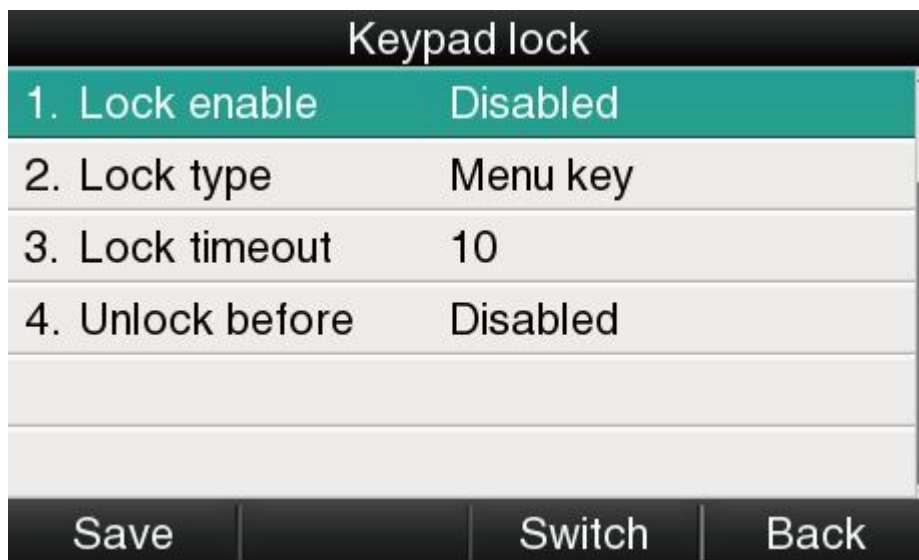 Keypad lock
1. Lock enable Disabled
2. Lock type Menu key
3. Lock timeout 10
4. Unlock before Disabled
Save Switch Back